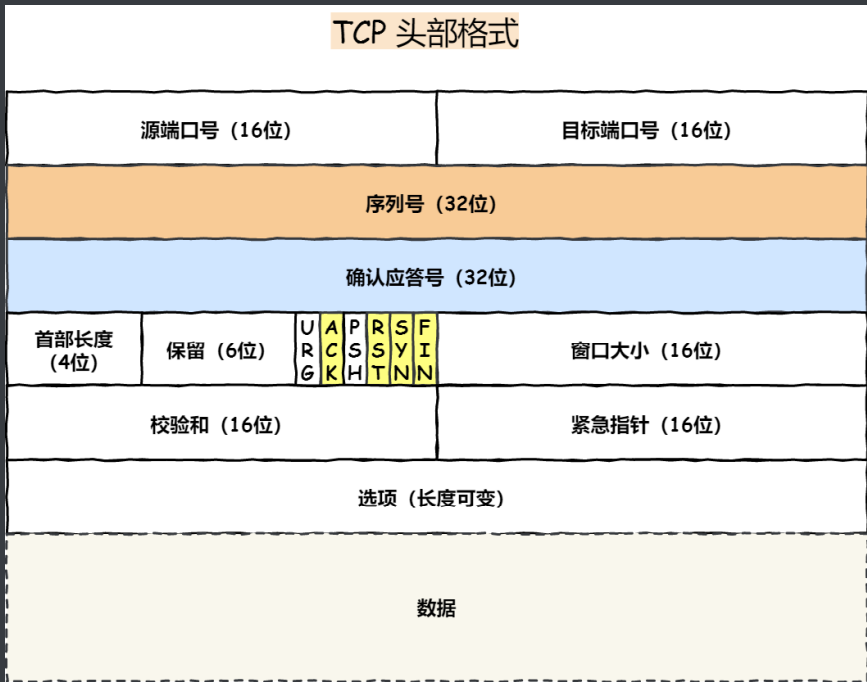 TCP 头部格式
源端口号（16位）
目标端口号（16位）
序列号（32位）
确认应答号（32位）
首部长度
（4位）
保留（6位）
URG
ACK
PSH
RST
SYN
FIN
窗口大小（16位）
校验和（16位）
紧急指针（16位）
选项（长度可变）
数据